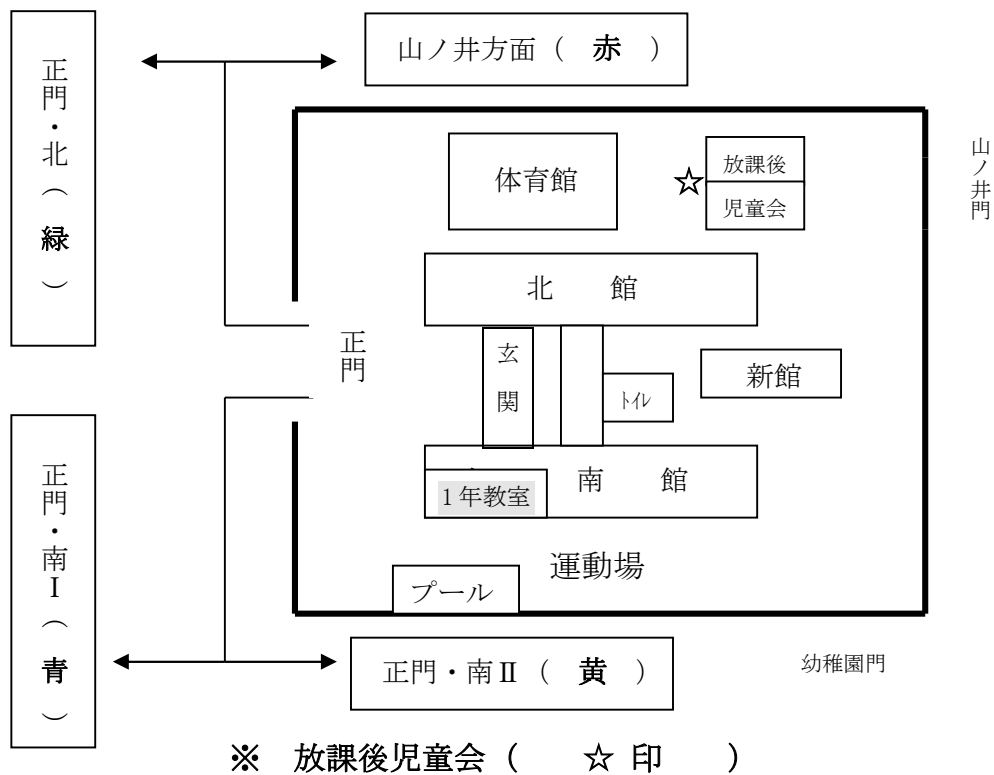 山ノ井方面（　赤　）
正門・北（　緑　）
体育館
放課後
児童会
☆
山ノ井門
北　館
正門
玄関
トイレ
新館
南　館
１年教室
正門・南Ⅰ（　青　）
運動場
プール
正門・南Ⅱ（　黄　）
幼稚園門
※　放課後児童会（　　☆ 印　　）